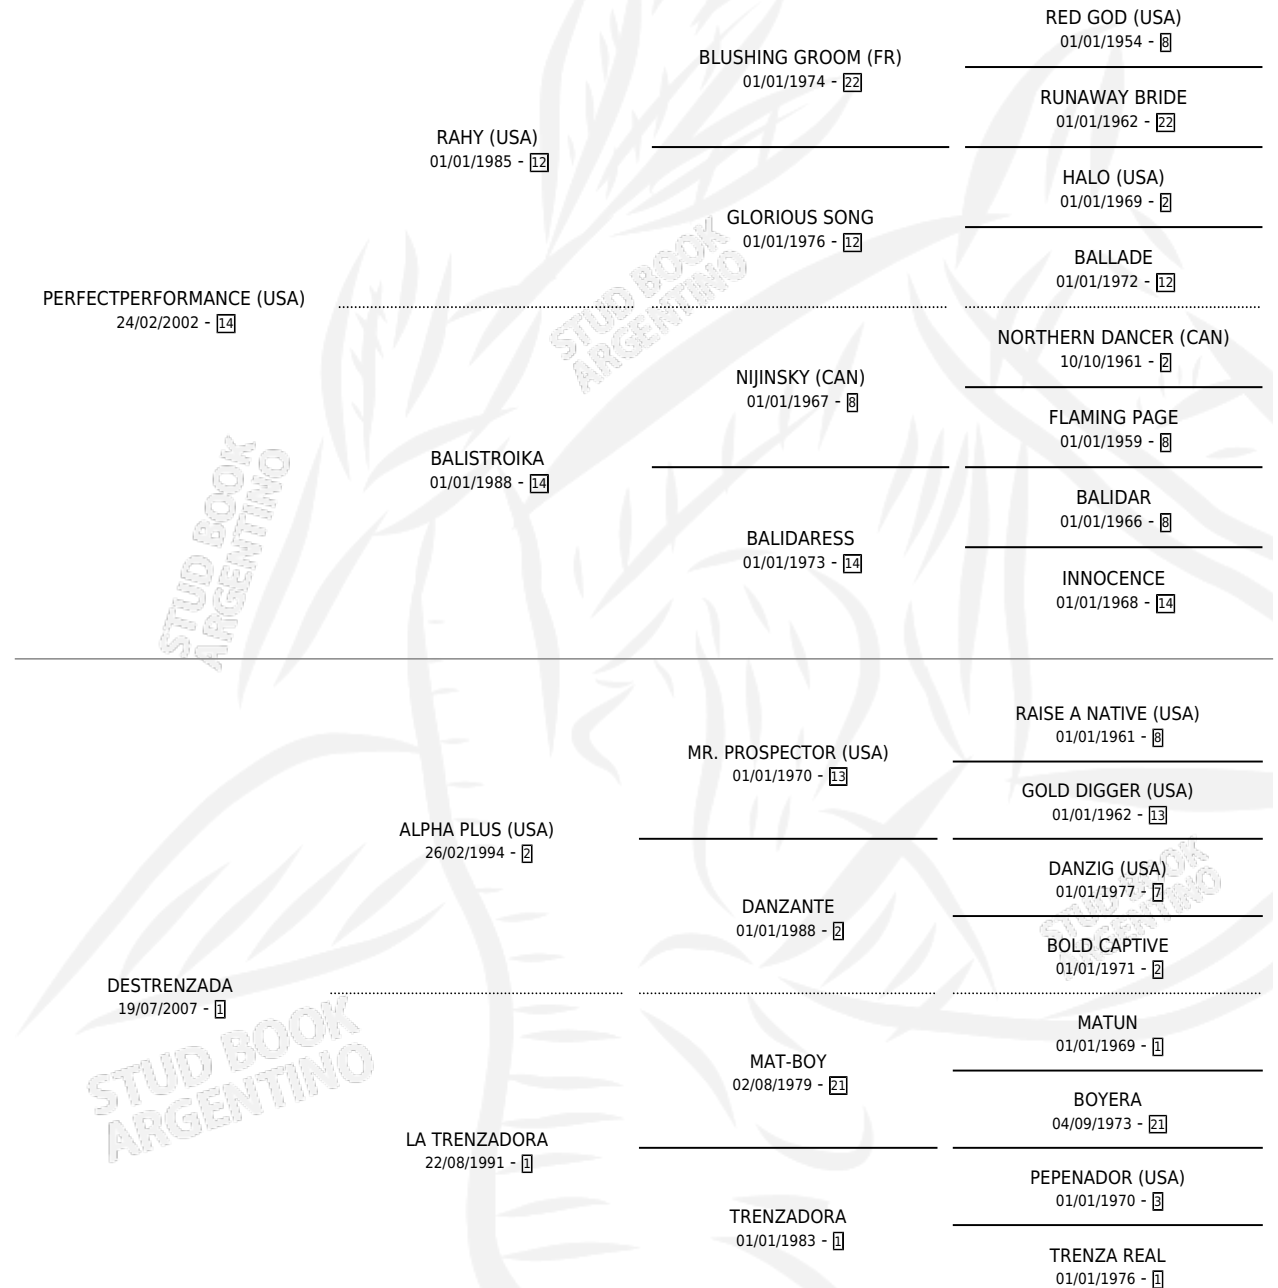 RED GOD (USA)
01/01/1954 - 8
BLUSHING GROOM (FR)
01/01/1974 - 22
RUNAWAY BRIDE
01/01/1962 - 22
RAHY (USA)
01/01/1985 - 12
HALO (USA)
01/01/1969 - 2
GLORIOUS SONG
01/01/1976 - 12
BALLADE
01/01/1972 - 12
PERFECTPERFORMANCE (USA)
24/02/2002 - 14
NORTHERN DANCER (CAN)
10/10/1961 - 2
NIJINSKY (CAN)
01/01/1967 - 8
FLAMING PAGE
01/01/1959 - 8
BALISTROIKA
01/01/1988 - 14
BALIDAR
01/01/1966 - 8
BALIDARESS
01/01/1973 - 14
INNOCENCE
01/01/1968 - 14
STUD BOOK
ARGENTINO
STUD BOOK
ARGENTINO
RAISE A NATIVE (USA)
01/01/1961 - 8
MR. PROSPECTOR (USA)
01/01/1970 - 13
GOLD DIGGER (USA)
01/01/1962 - 13
ALPHA PLUS (USA)
26/02/1994 - 2
DANZIG (USA)
01/01/1977 - 7
DANZANTE
01/01/1988 - 2
BOLD CAPTIVE
01/01/1971 - 2
DESTRENZADA
19/07/2007 - 1
MATUN
01/01/1969 - 1
MAT-BOY
02/08/1979 - 21
BOYERA
04/09/1973 - 21
LA TRENZADORA
22/08/1991 - 1
PEPENADOR (USA)
01/01/1970 - 3
TRENZADORA
01/01/1983 - 1
TRENZA REAL
01/01/1976 - 1
STUD BOOK
ARGENTINO
STUD BOOK
ARGENTINO